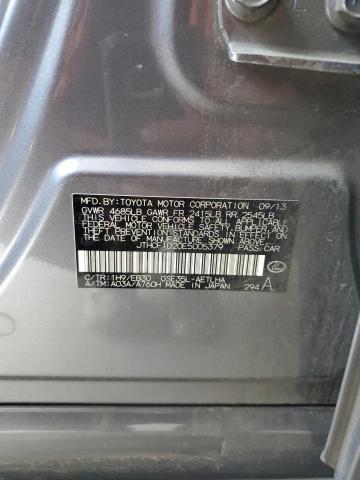 MFD. BY: TOYOTA MOTOR CORPORATION 09/13
GVWR 4685LB GAWR FR 2415LB RR 2545LB
THIS VEHICLE CONFORMS TO ALL APPLICABLE
FEDERAL MOTOR VEHICLE SAFETY, BUMPER, AND
THEFT PREVENTION STANDARDS IN EFFECT ON
THE DATE OF MANUFACTURE SHOWN ABOVE.
JTHCF1D20E5005379 PASS.CAR
C/TR: 1H9/EB30 GSE35L-AETLHA
A/TM: A03A/A760H MADE IN JAPAN 294 A
L